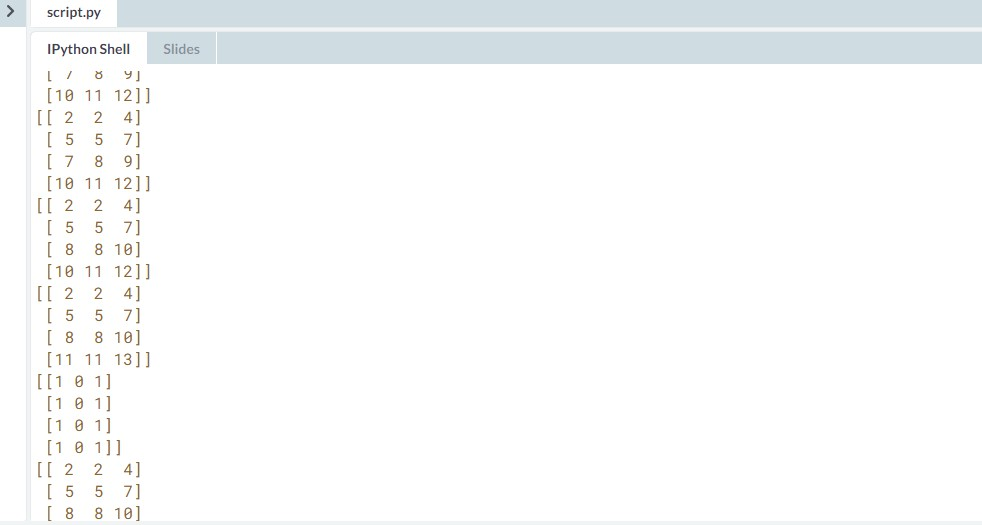 script.py
IPython Shell
Slides
[ 7  8  9]
 [10 11 12]]
[[ 2  2  4]
 [ 5  5  7]
 [ 7  8  9]
 [10 11 12]]
[[ 2  2  4]
 [ 5  5  7]
 [ 8  8 10]
 [10 11 12]]
[[ 2  2  4]
 [ 5  5  7]
 [ 8  8 10]
 [11 11 13]]
[[1 0 1]
 [1 0 1]
 [1 0 1]
 [1 0 1]]
[[ 2  2  4]
 [ 5  5  7]
 [ 8  8 10]